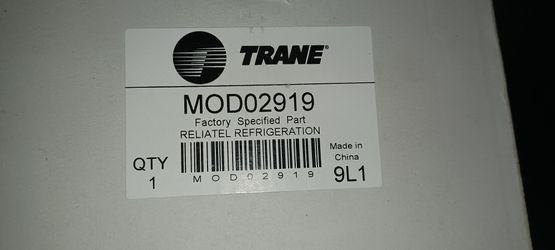 TRANE®
MOD02919
Factory Specified Part
RELIATEL REFRIGERATION
QTY
1
MOD02919
Made in
China
9L1